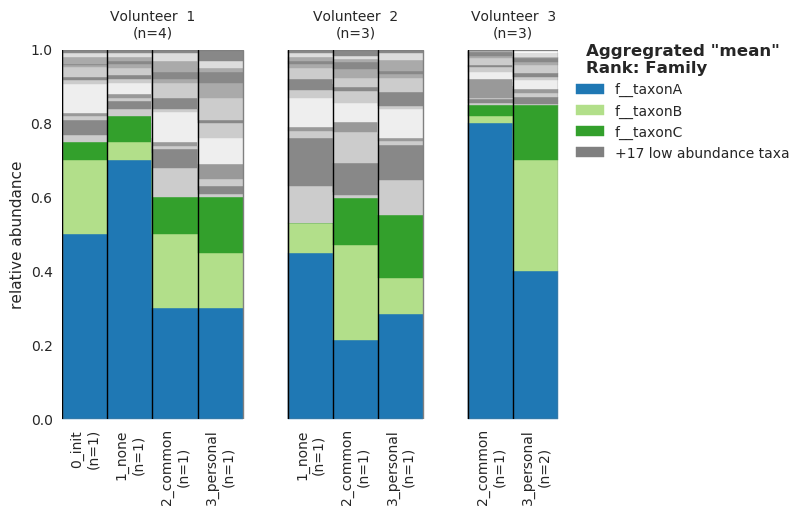 Volunteer 1
(n=4)
Volunteer 2
(n=3)
Volunteer 3
(n=3)
Aggregrated "mean"
Rank: Family
f__taxonA
f__taxonB
f__taxonC
+17 low abundance taxa
relative abundance
1.0
0.8
0.6
0.4
0.2
0.0
0_init
(n=1)
1_none
(n=1)
2_common
(n=1)
3_personal
(n=1)
1_none
(n=1)
2_common
(n=1)
3_personal
(n=1)
2_common
(n=1)
3_personal
(n=2)